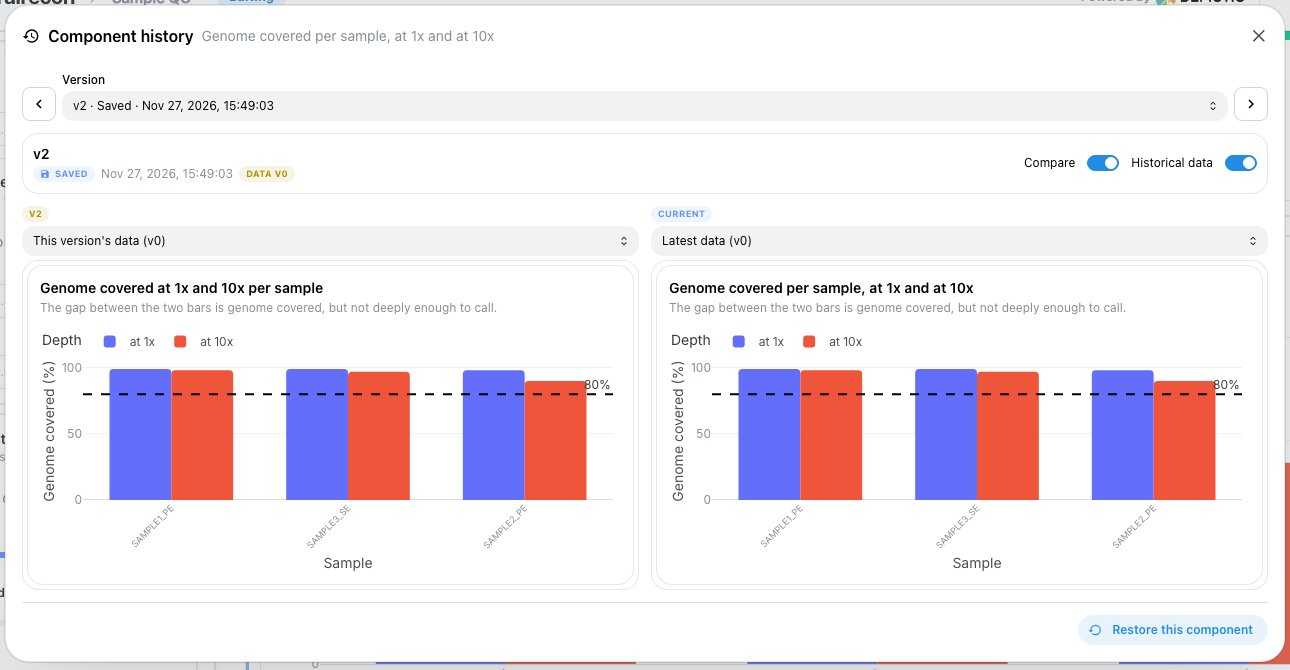 Sample QC
Editing
Powered by
Component history Genome covered per sample, at 1x and at 10x
Version
v2 · Saved · Nov 27, 2026, 15:49:03
v2
SAVED Nov 27, 2026, 15:49:03 DATA V0
Compare Historical data
V2
This version's data (v0)
Genome covered at 1x and 10x per sample
The gap between the two bars is genome covered, but not deeply enough to call.
Depth at 1x at 10x
Genome covered (%)
100
50
0
80%
SAMPLE1_PE
SAMPLE3_SE
SAMPLE2_PE
Sample
CURRENT
Latest data (v0)
Genome covered per sample, at 1x and at 10x
The gap between the two bars is genome covered, but not deeply enough to call.
Depth at 1x at 10x
Genome covered (%)
100
50
0
80%
SAMPLE1_PE
SAMPLE3_SE
SAMPLE2_PE
Sample
Restore this component
0